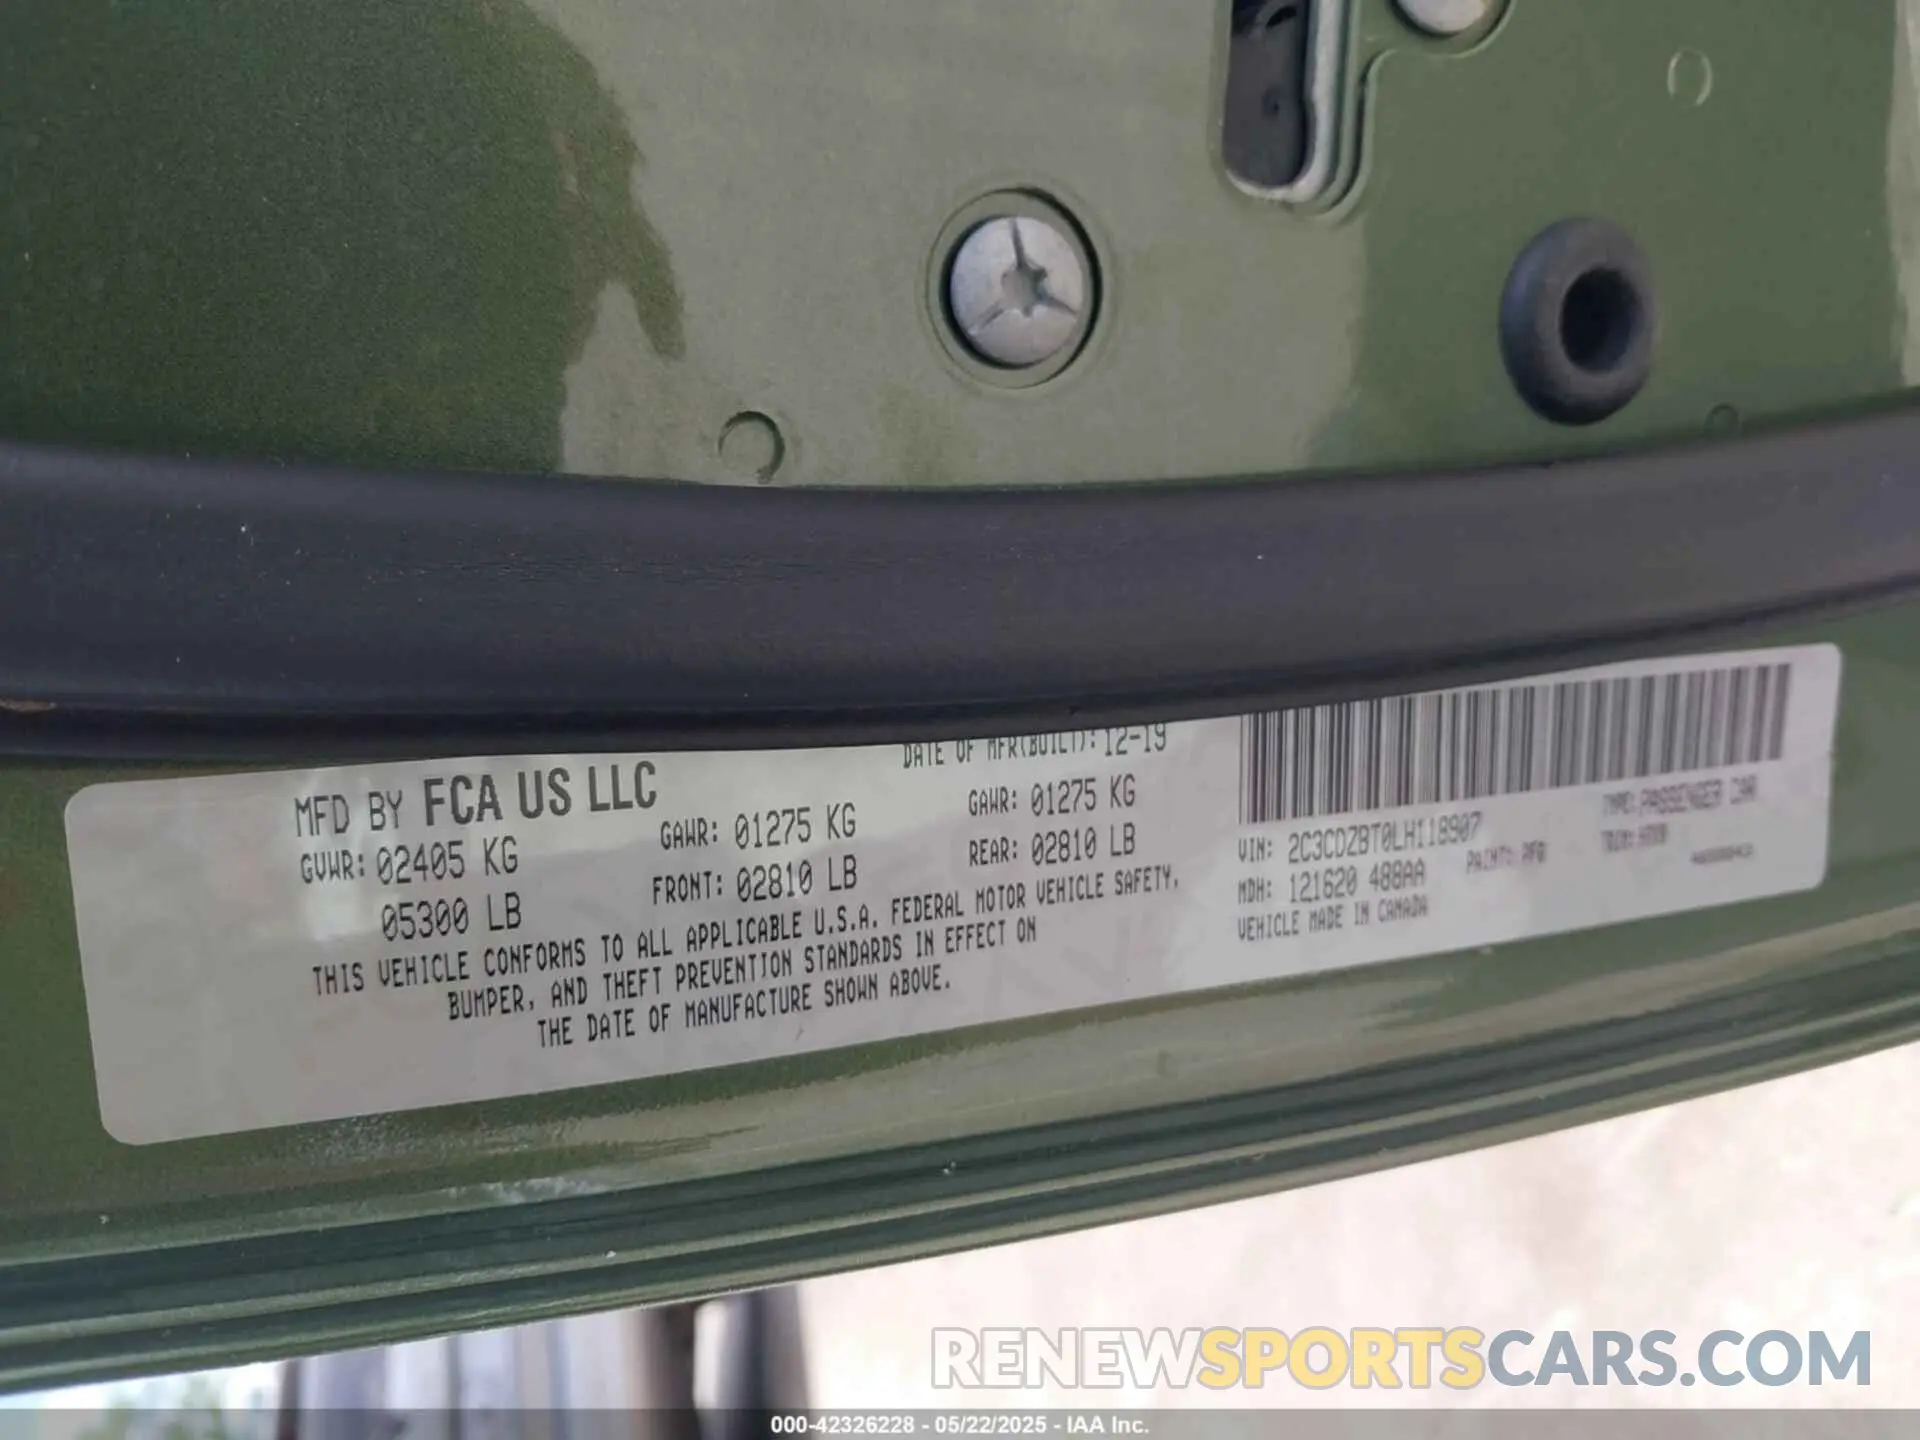 DATE OF MFR(BUILT): 12-19
MFD BY FCA US LLC
GVWR: 02405 KG
05300 LB
GAWR: 01275 KG
FRONT: 02810 LB
GAWR: 01275 KG
REAR: 02810 LB
THIS VEHICLE CONFORMS TO ALL APPLICABLE U.S.A. FEDERAL MOTOR VEHICLE SAFETY,
BUMPER, AND THEFT PREVENTION STANDARDS IN EFFECT ON
THE DATE OF MANUFACTURE SHOWN ABOVE.
VIN: 2C3CDZBT0LH118907
TYPE: PASSENGER CAR
MDH: 121620 488AA
PAINT: PFQ
TRIM:
VEHICLE MADE IN CANADA
RENEWSPORTSCARS.COM
000-42326228 - 05/22/2025 - IAA Inc.